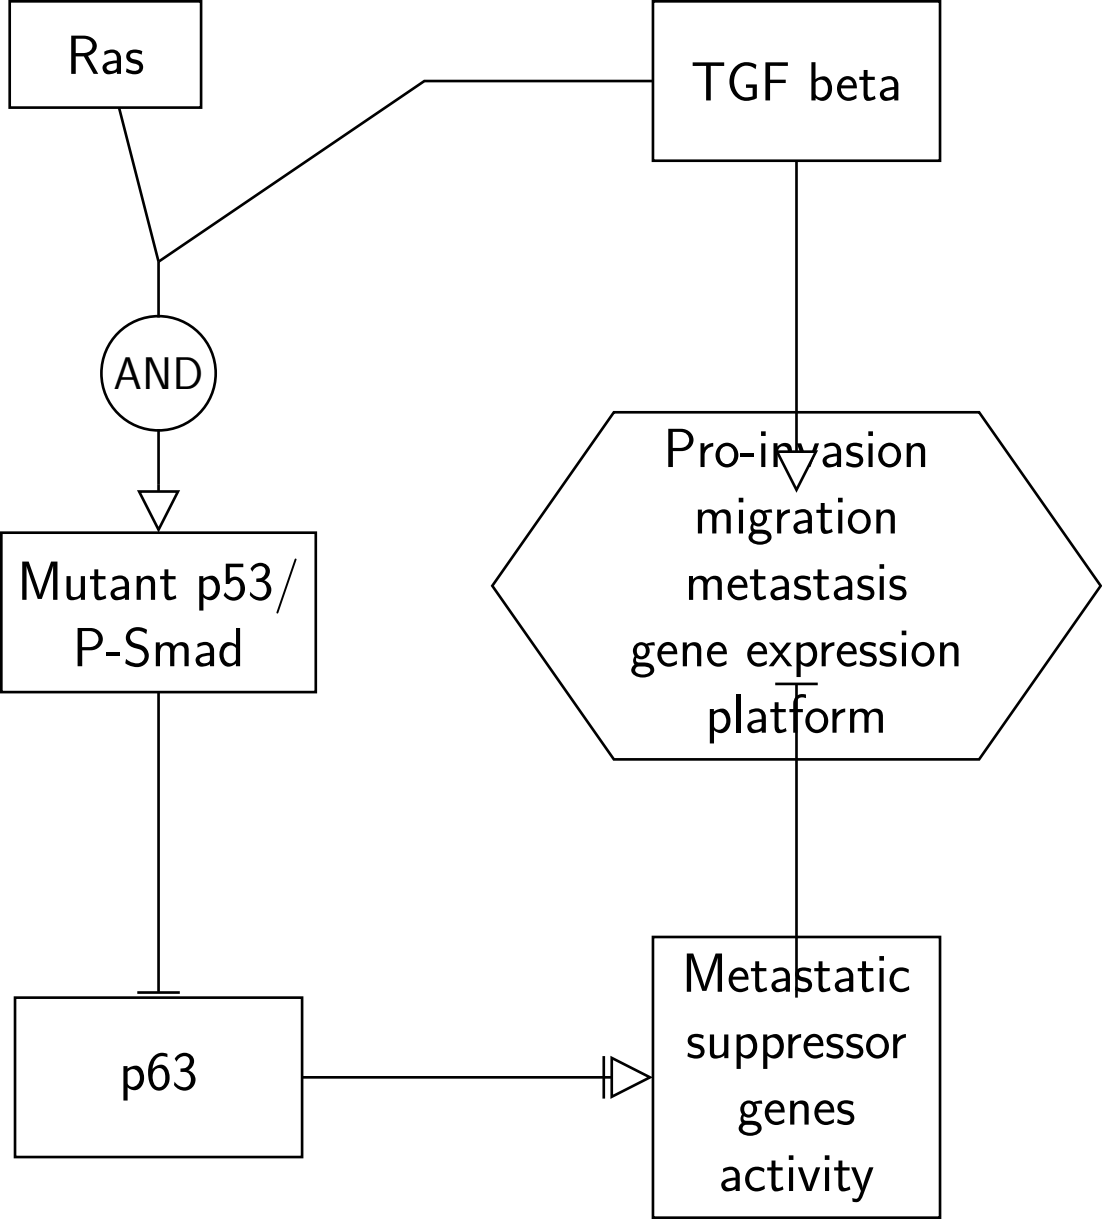 Ras
TGF beta
AND
Pro-invasion
migration
metastasis
gene expression
platform
Mutant p53/
P-Smad
p63
Metastatic
suppressor
genes
activity